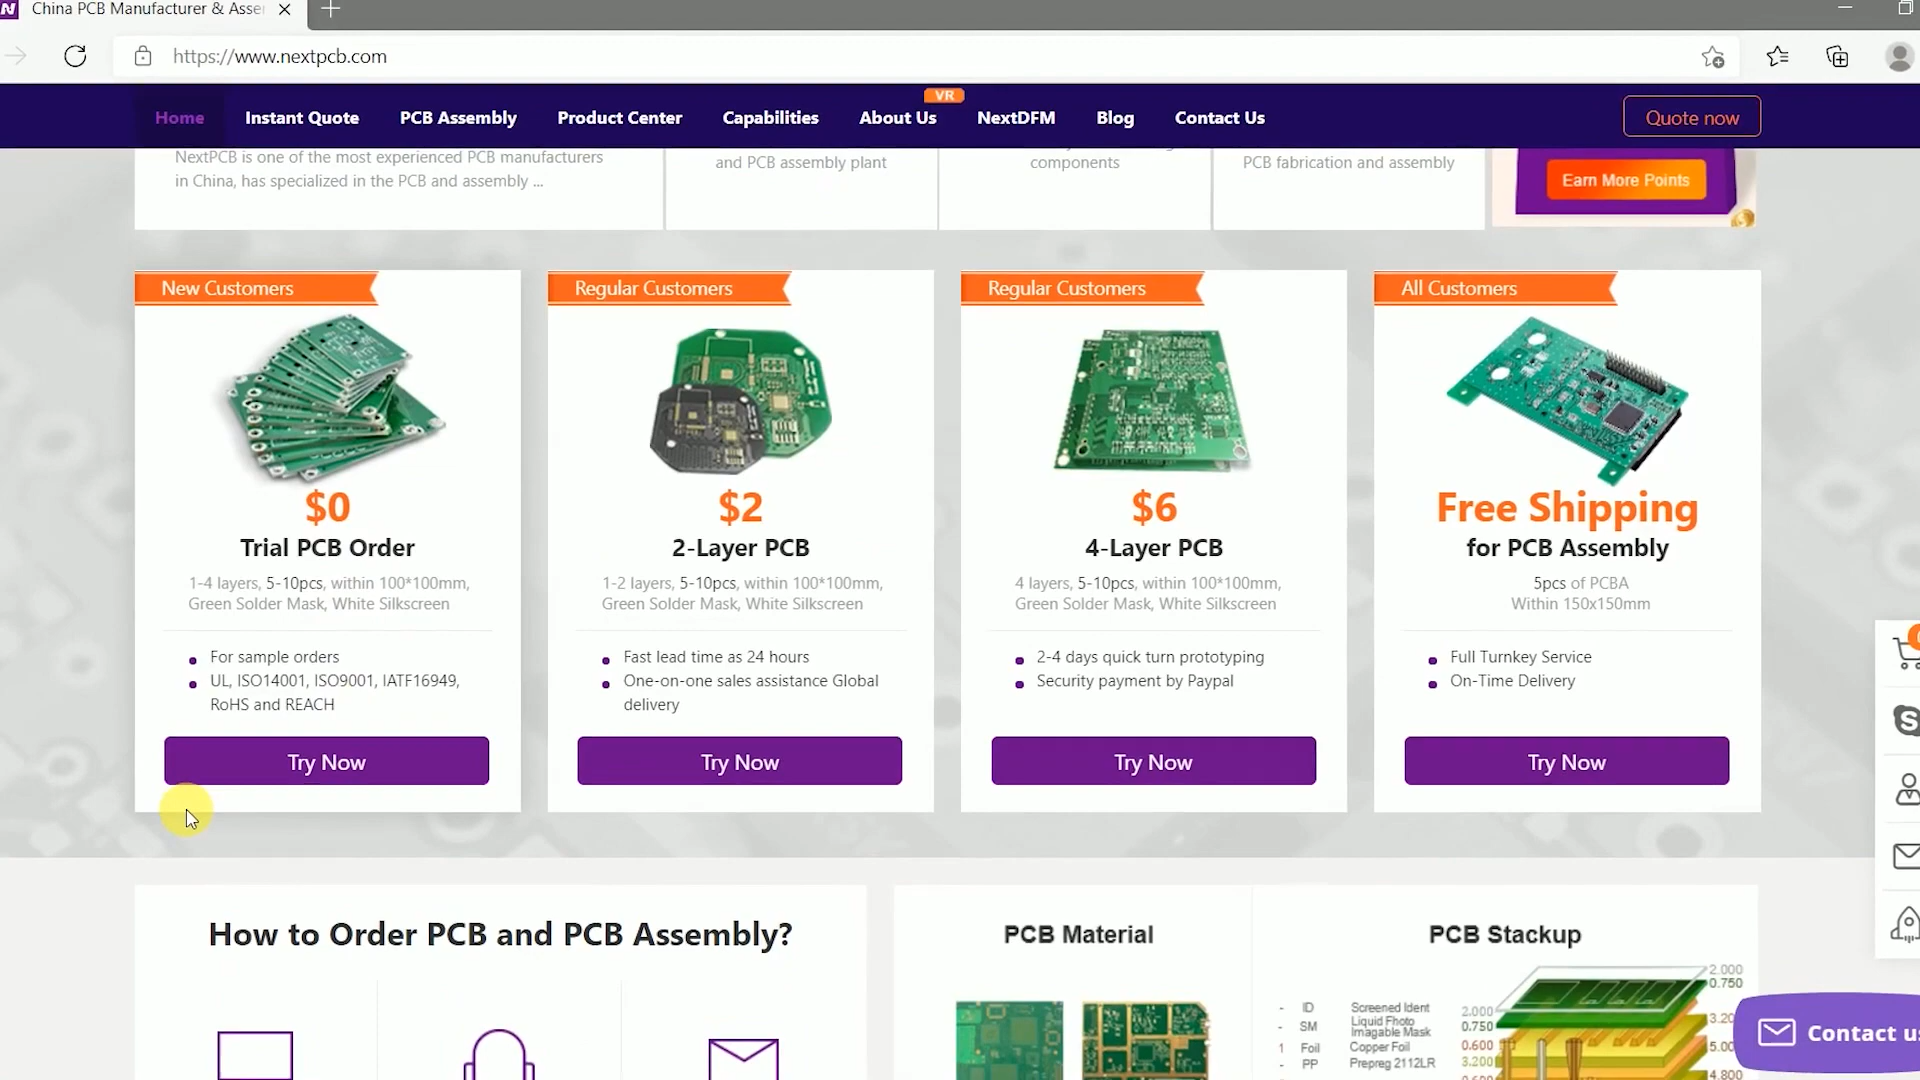 N China PCB Manufacturer & Asse
https://www.nextpcb.com
VR
Home Instant Quote PCB Assembly Product Center Capabilities About Us NextDFM Blog Contact Us Quote now
NextPCB is one of the most experienced PCB manufacturers
in China, has specialized in the PCB and assembly ...
and PCB assembly plant
components
PCB fabrication and assembly
Earn More Points
New Customers
$0
Trial PCB Order
1-4 layers, 5-10pcs, within 100*100mm,
Green Solder Mask, White Silkscreen
For sample orders
UL, ISO14001, ISO9001, IATF16949,
RoHS and REACH
Try Now
Regular Customers
$2
2-Layer PCB
1-2 layers, 5-10pcs, within 100*100mm,
Green Solder Mask, White Silkscreen
Fast lead time as 24 hours
One-on-one sales assistance Global
delivery
Try Now
Regular Customers
$6
4-Layer PCB
4 layers, 5-10pcs, within 100*100mm,
Green Solder Mask, White Silkscreen
2-4 days quick turn prototyping
Security payment by Paypal
Try Now
All Customers
Free Shipping
for PCB Assembly
5pcs of PCBA
Within 150x150mm
Full Turnkey Service
On-Time Delivery
Try Now
How to Order PCB and PCB Assembly?
PCB Material
PCB Stackup
- ID Screened Ident
- SM Liquid Fhoto
Imagable Mask
1 Foil Copper Foil
- PP Prepreg 2112LR
2.000
0.750
0.600
3.200
2.000
0.750
3.20
5.00
4.800
Contact us